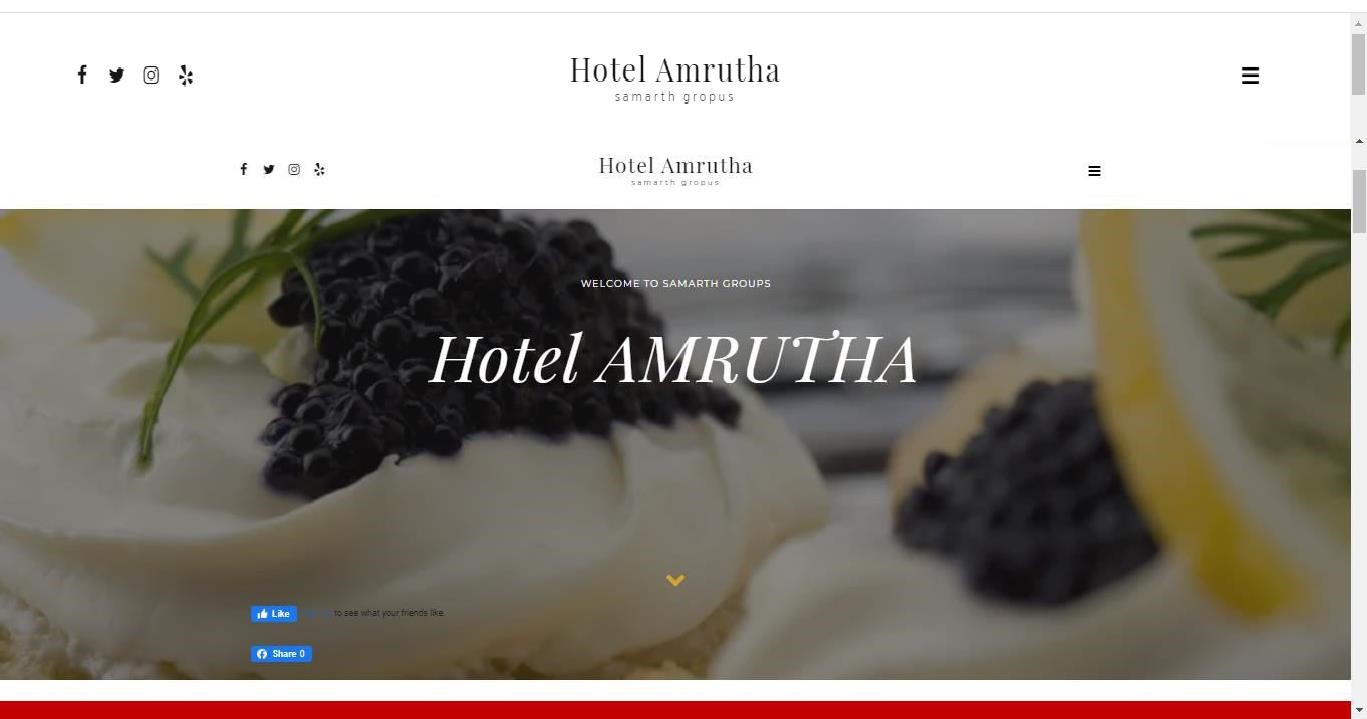 Hotel Amrutha
samarth gropus
Hotel Amrutha
samarth gropus
WELCOME TO SAMARTH GROUPS
Hotel AMRUTHA
Like
to see what your friends like.
Share 0